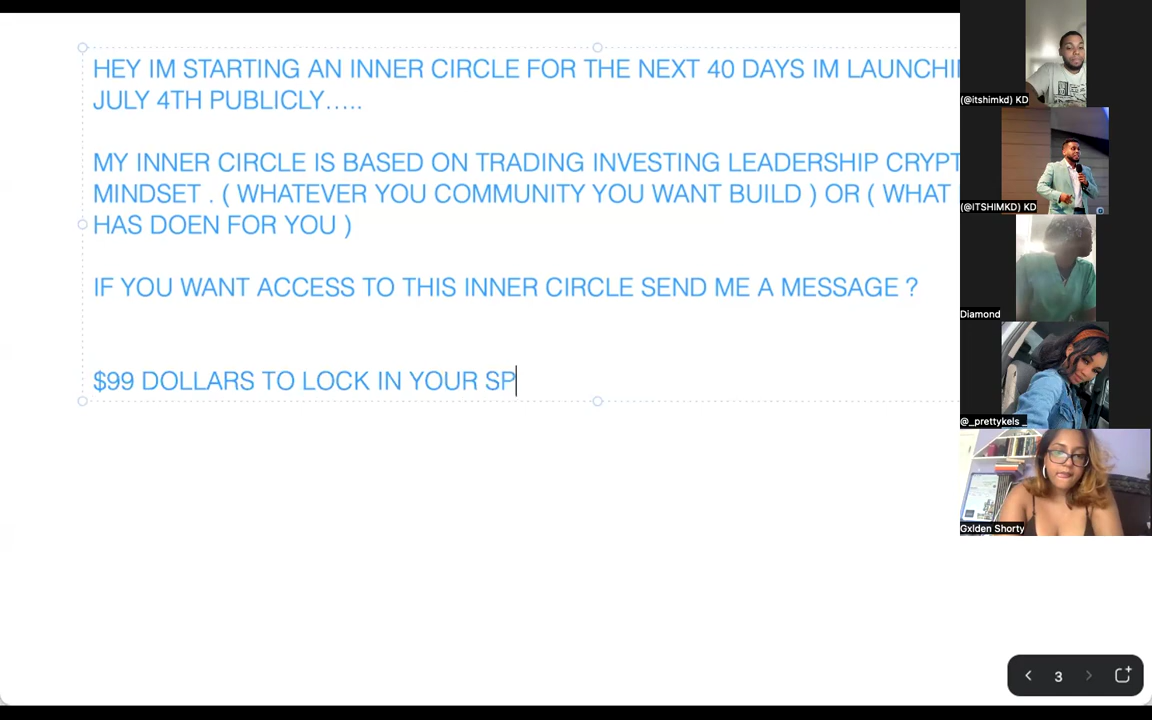 HEY IM STARTING AN INNER CIRCLE FOR THE NEXT 40 DAYS IM
JULY 4TH PUBLICLY.....
MY INNER CIRCLE IS BASED ON TRADING INVESTING LEADERSHIP
MINDSET . ( WHATEVER YOU COMMUNITY YOU WANT BUILD ) OR ( WHAT
HAS DOEN FOR YOU )
IF YOU WANT ACCESS TO THIS INNER CIRCLE SEND ME A MESSAGE ?
$99 DOLLARS TO LOCK IN YOUR SP
(@itshimkd) KD
(@ITSHIMKD) KD
Diamond
@_prettykels_
Gxlden Shorty
3